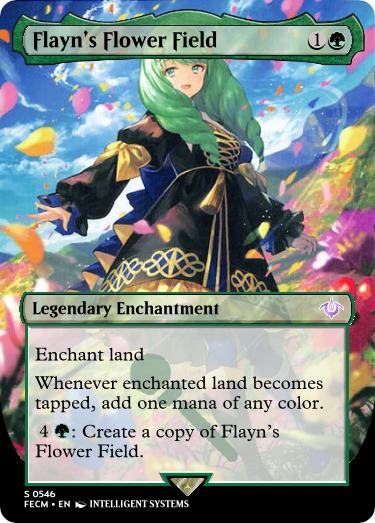 Flayn's Flower Field 1
Legendary Enchantment
Enchant land
Whenever enchanted land becomes
tapped, add one mana of any color.
4 : Create a copy of Flayn's
Flower Field.
S 0546
FECM • EN INTELLIGENT SYSTEMS